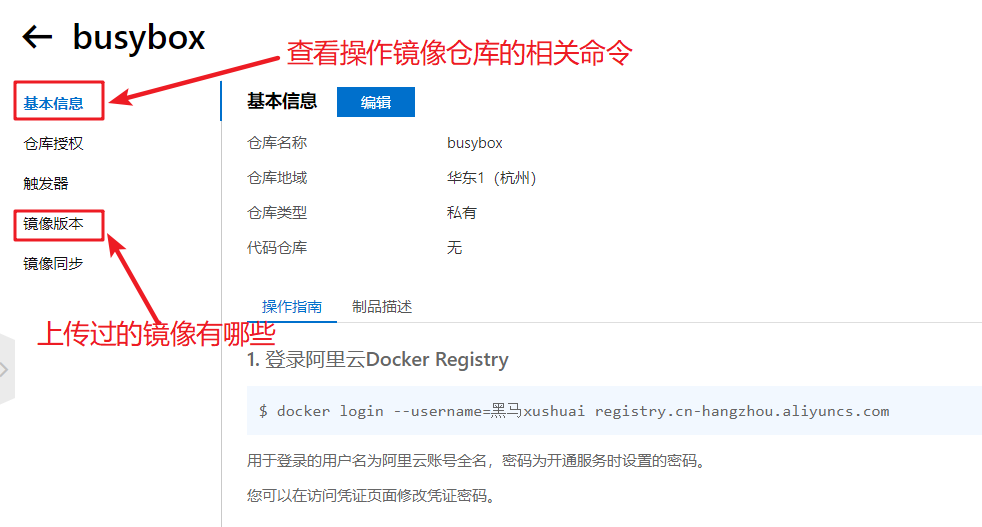 ← busybox
查看操作镜像仓库的相关命令
基本信息
仓库授权
触发器
镜像版本
镜像同步
上传过的镜像有哪些
基本信息 编辑
仓库名称 busybox
仓库地域 华东1（杭州）
仓库类型 私有
代码仓库 无
操作指南 制品描述
1. 登录阿里云Docker Registry
$ docker login --username=黑马xushuai registry.cn-hangzhou.aliyuncs.com
用于登录的用户名为阿里云账号全名，密码为开通服务时设置的密码。
您可以在访问凭证页面修改凭证密码。